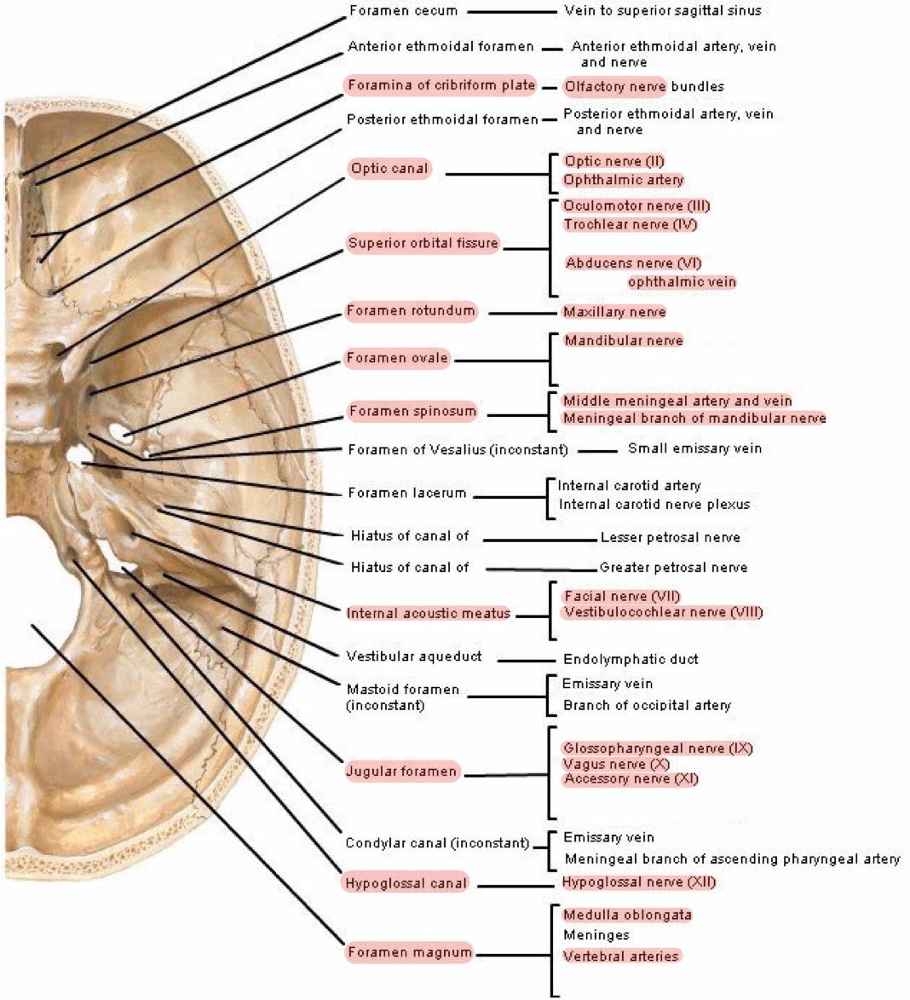 Foramen cecum Vein to superior sagittal sinus
Anterior ethmoidal foramen Anterior ethmoidal artery, vein
and nerve
Foramina of cribriform plate Olfactory nerve bundles
Posterior ethmoidal foramen Posterior ethmoidal artery, vein
and nerve
Optic canal
Optic nerve (II)
Ophthalmic artery
Superior orbital fissure
Oculomotor nerve (III)
Trochlear nerve (IV)
Abducens nerve (VI)
ophthalmic vein
Foramen rotundum Maxillary nerve
Foramen ovale
Mandibular nerve
Foramen spinosum
Middle meningeal artery and vein
Meningeal branch of mandibular nerve
Foramen of Vesalius (inconstant) Small emissary vein
Foramen lacerum
Internal carotid artery
Internal carotid nerve plexus
Hiatus of canal of Lesser petrosal nerve
Hiatus of canal of Greater petrosal nerve
Internal acoustic meatus
Facial nerve (VII)
Vestibulocochlear nerve (VIII)
Vestibular aqueduct Endolymphatic duct
Mastoid foramen
(inconstant)
Emissary vein
Branch of occipital artery
Jugular foramen
Glossopharyngeal nerve (IX)
Vagus nerve (X)
Accessory nerve (XI)
Condylar canal (inconstant)
Emissary vein
Meningeal branch of ascending pharyngeal artery
Hypoglossal canal Hypoglossal nerve (XII)
Foramen magnum
Medulla oblongata
Meninges
Vertebral arteries